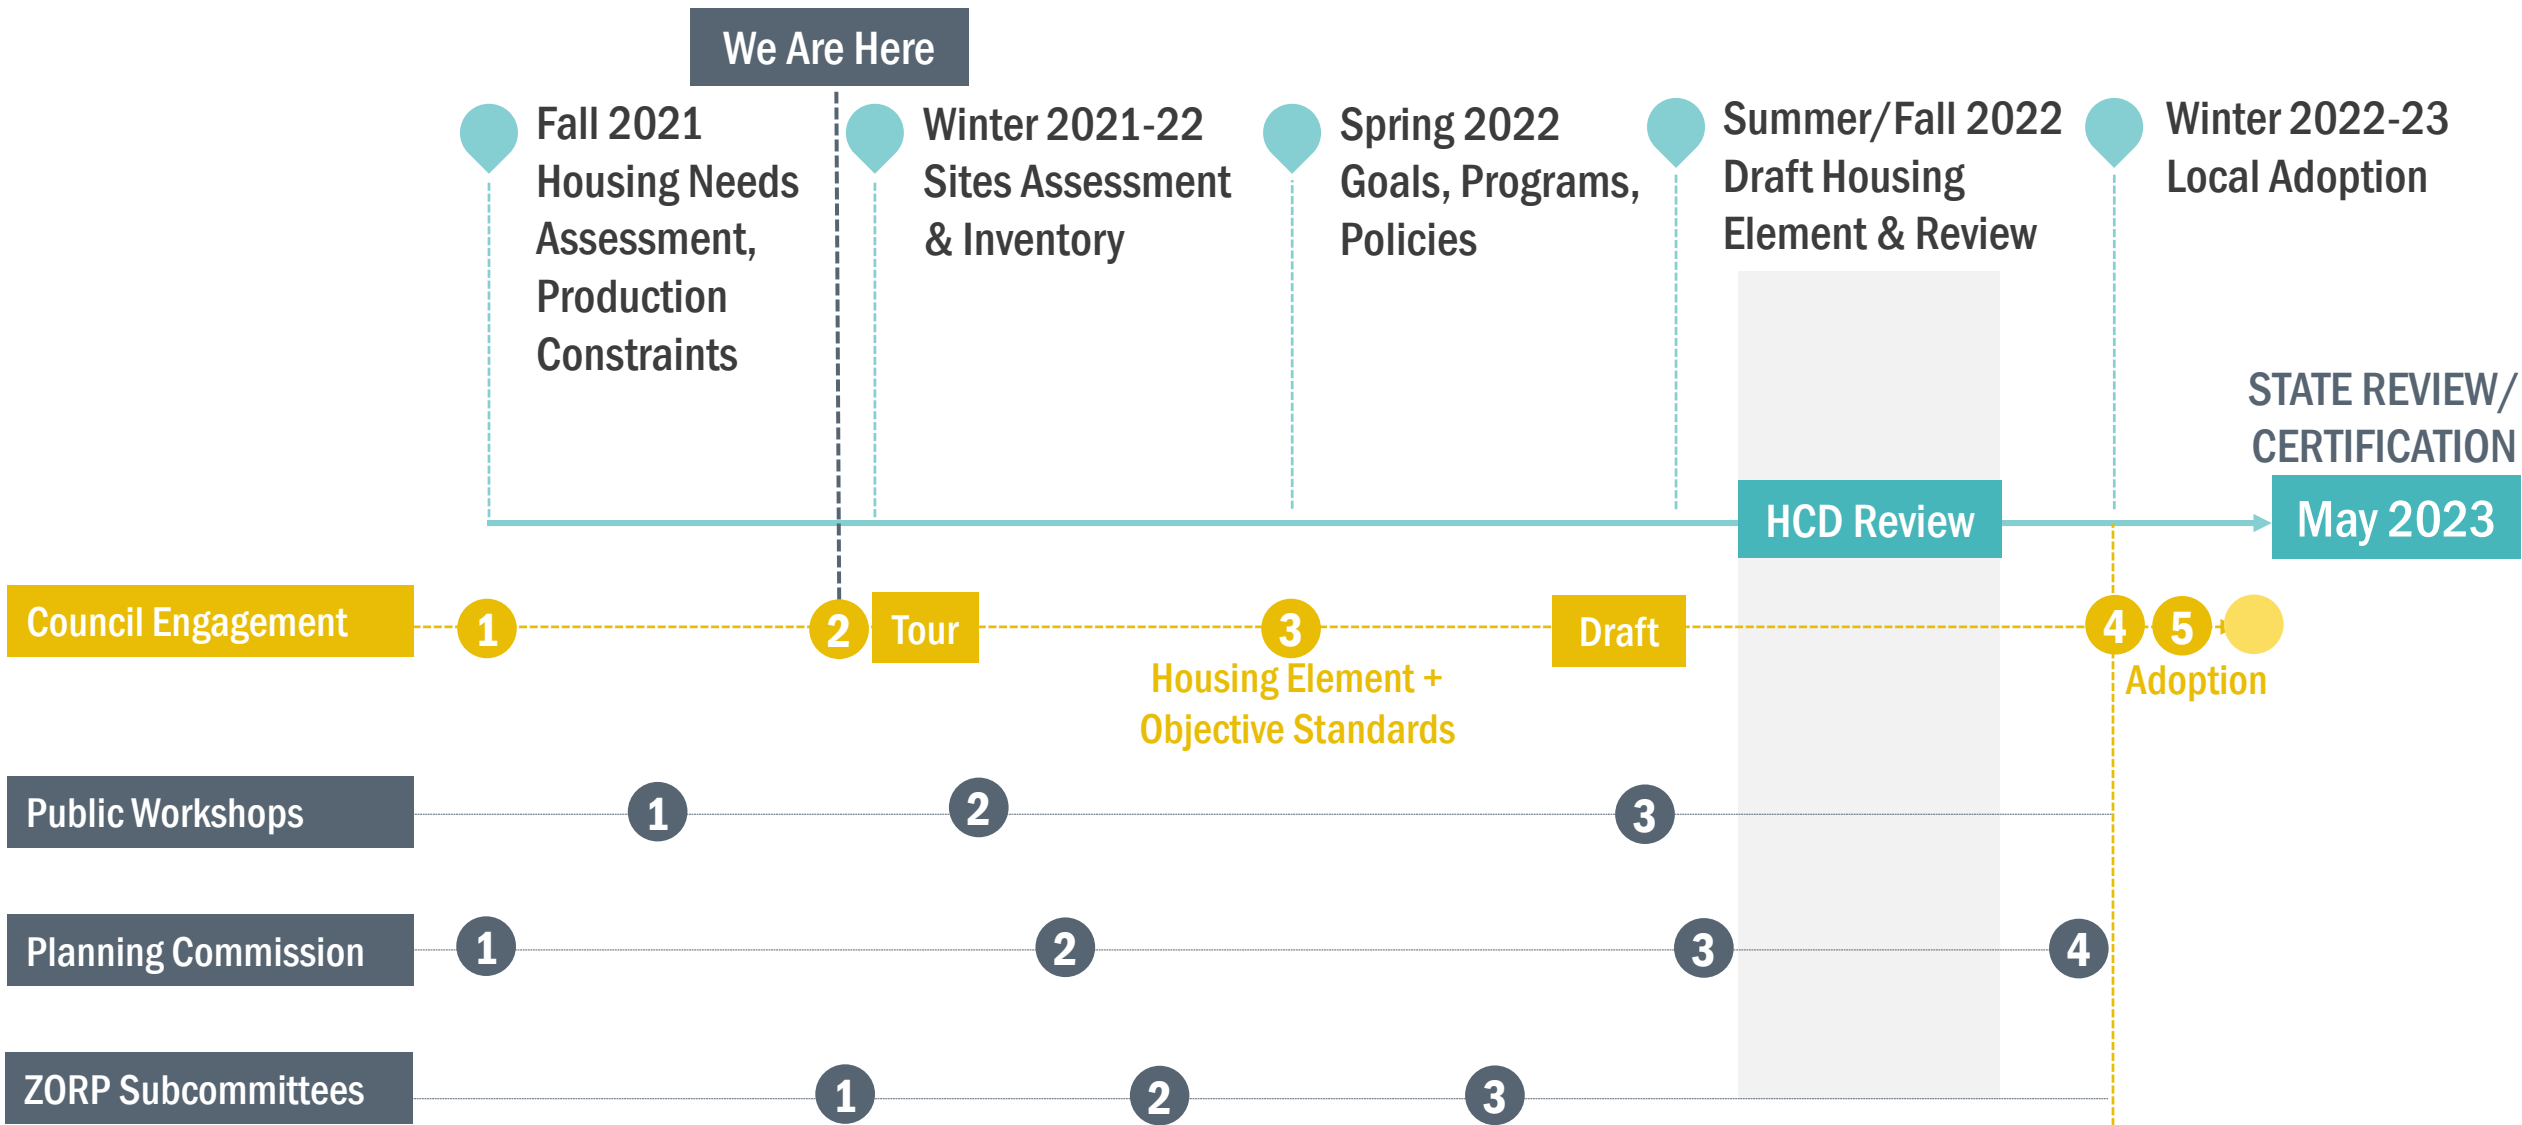 We Are Here
Fall 2021
Housing Needs
Assessment,
Production
Constraints
Winter 2021-22
Sites Assessment
& Inventory
Spring 2022
Goals, Programs,
Policies
Summer/Fall 2022
Draft Housing
Element & Review
Winter 2022-23
Local Adoption
STATE REVIEW/
CERTIFICATION
HCD Review
May 2023
Council Engagement
1
2
Tour
3
Draft
4
5
Housing Element +
Objective Standards
Adoption
Public Workshops
1
2
3
Planning Commission
1
2
3
4
ZORP Subcommittees
1
2
3